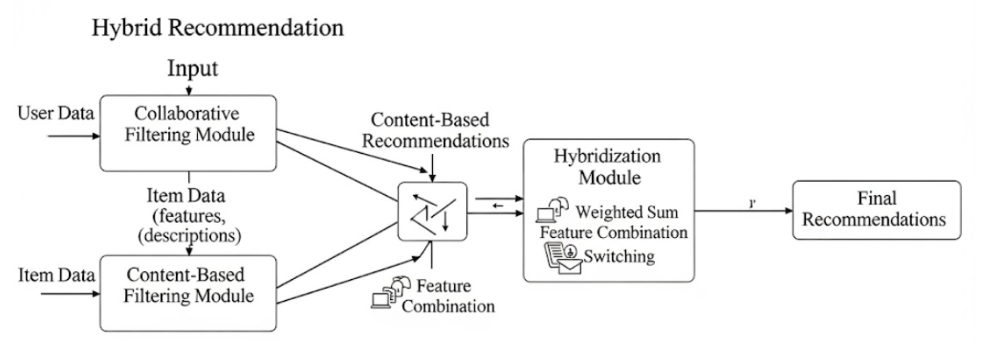 Hybrid Recommendation
Input
User Data
Collaborative
Filtering Module
Item Data
(features,
(descriptions)
Item Data
Content-Based
Filtering Module
Content-Based
Recommendations
Feature
Combination
Hybridization
Module
Weighted Sum
Feature Combination
Switching
r
Final
Recommendations